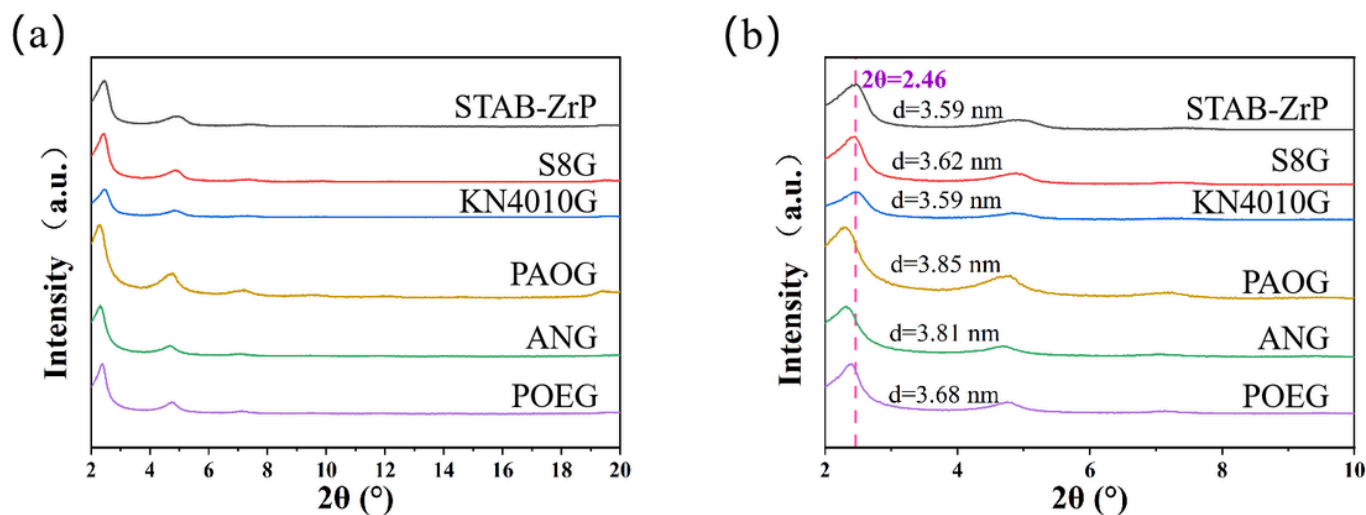 (a)
STAB-ZrP
S8G
KN4010G
PAOG
ANG
POEG
Intensity (a.u.)
2 4 6 8 10 12 14 16 18 20
2θ (°)
(b)
2θ=2.46
STAB-ZrP
d=3.59 nm
S8G
d=3.62 nm
KN4010G
d=3.59 nm
PAOG
d=3.85 nm
ANG
d=3.81 nm
POEG
d=3.68 nm
Intensity (a.u.)
2 4 6 8 10
2θ (°)